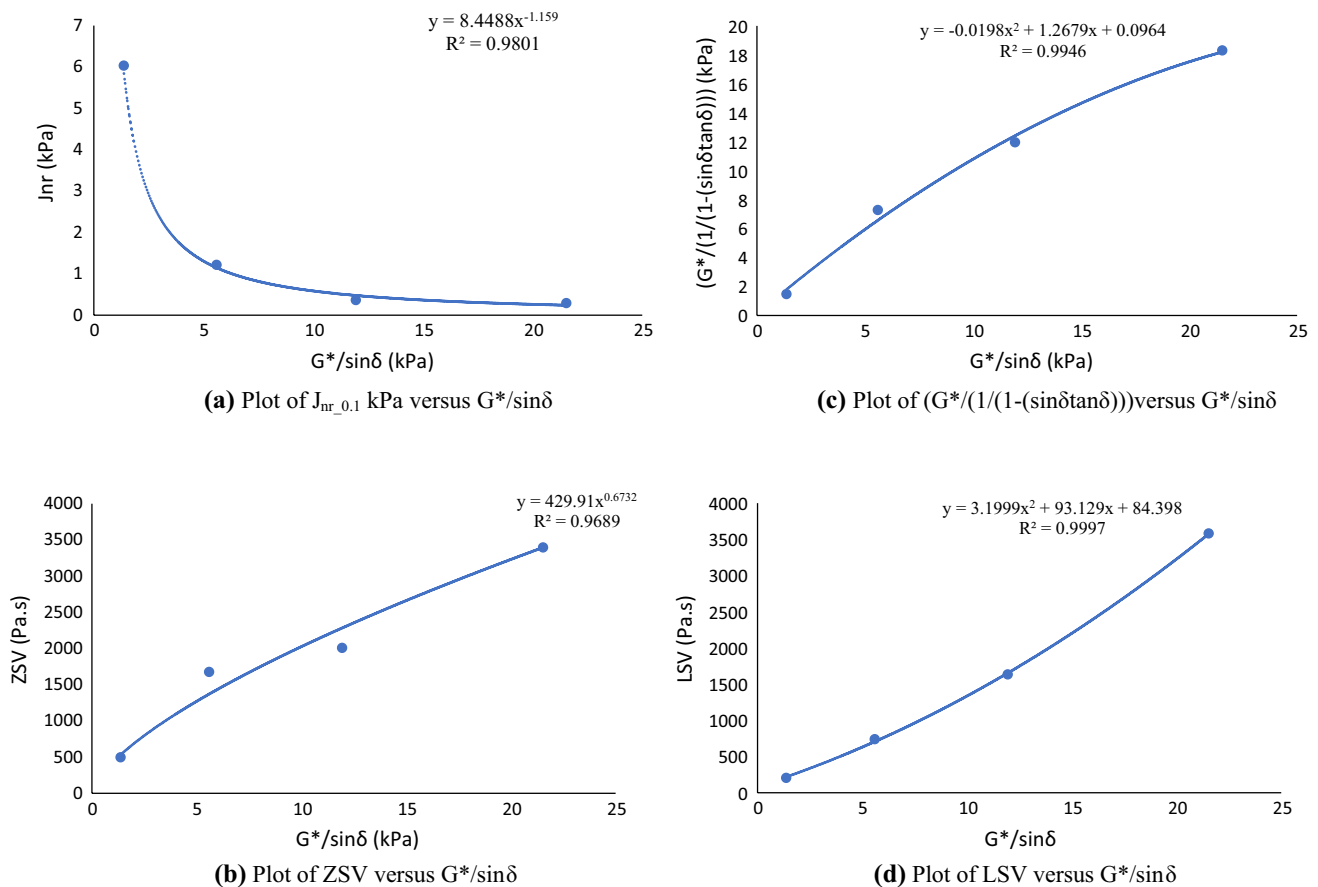 y = 8.4488x^-1.159
R² = 0.9801
7
6
5
4
3
2
1
0
Jnr (kPa)
0 5 10 15 20 25
G*/sinδ (kPa)
(a) Plot of Jnr_0.1 kPa versus G*/sinδ
y = -0.0198x² + 1.2679x + 0.0964
R² = 0.9946
20
18
16
14
12
10
8
6
4
2
0
(G*/(1/(1-(sinδtanδ))) (kPa)
0 5 10 15 20 25
G*/sinδ (kPa)
(c) Plot of (G*/(1/(1-(sinδtanδ)))versus G*/sinδ
y = 429.91x^0.6732
R² = 0.9689
4000
3500
3000
2500
2000
1500
1000
500
0
ZSV (Pa.s)
0 5 10 15 20 25
G*/sinδ (kPa)
(b) Plot of ZSV versus G*/sinδ
y = 3.1999x² + 93.129x + 84.398
R² = 0.9997
4000
3500
3000
2500
2000
1500
1000
500
0
LSV (Pa.s)
0 5 10 15 20 25
G*/sinδ
(d) Plot of LSV versus G*/sinδ